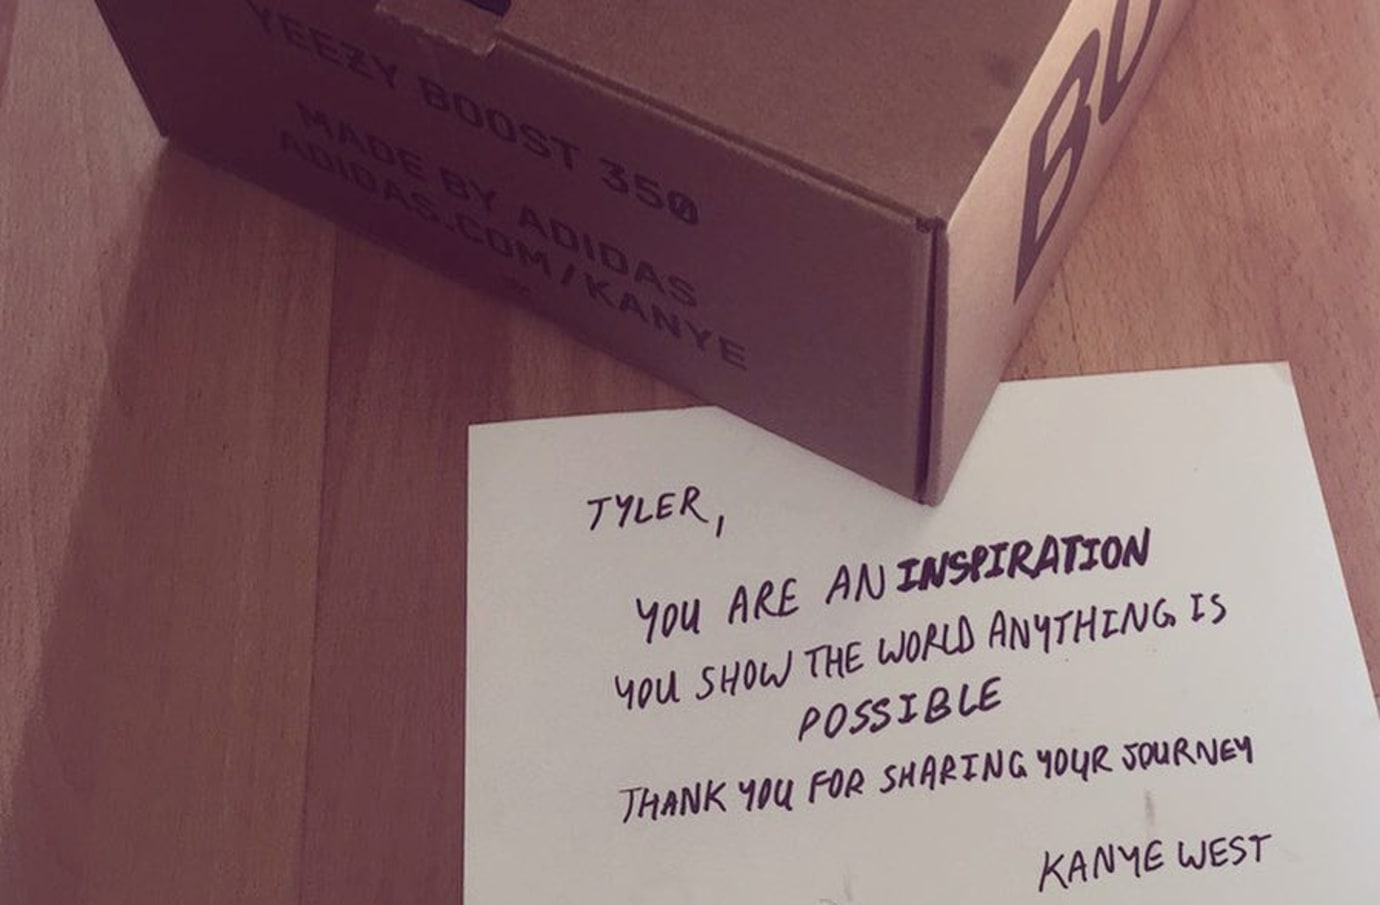 YEEZY BOOST 350
MADE BY ADIDAS
ADIDAS.COM/KANYE
BO
TYLER,
YOU ARE AN INSPIRATION
YOU SHOW THE WORLD ANYTHING IS
POSSIBLE
THANK YOU FOR SHARING YOUR JOURNEY
KANYE WEST